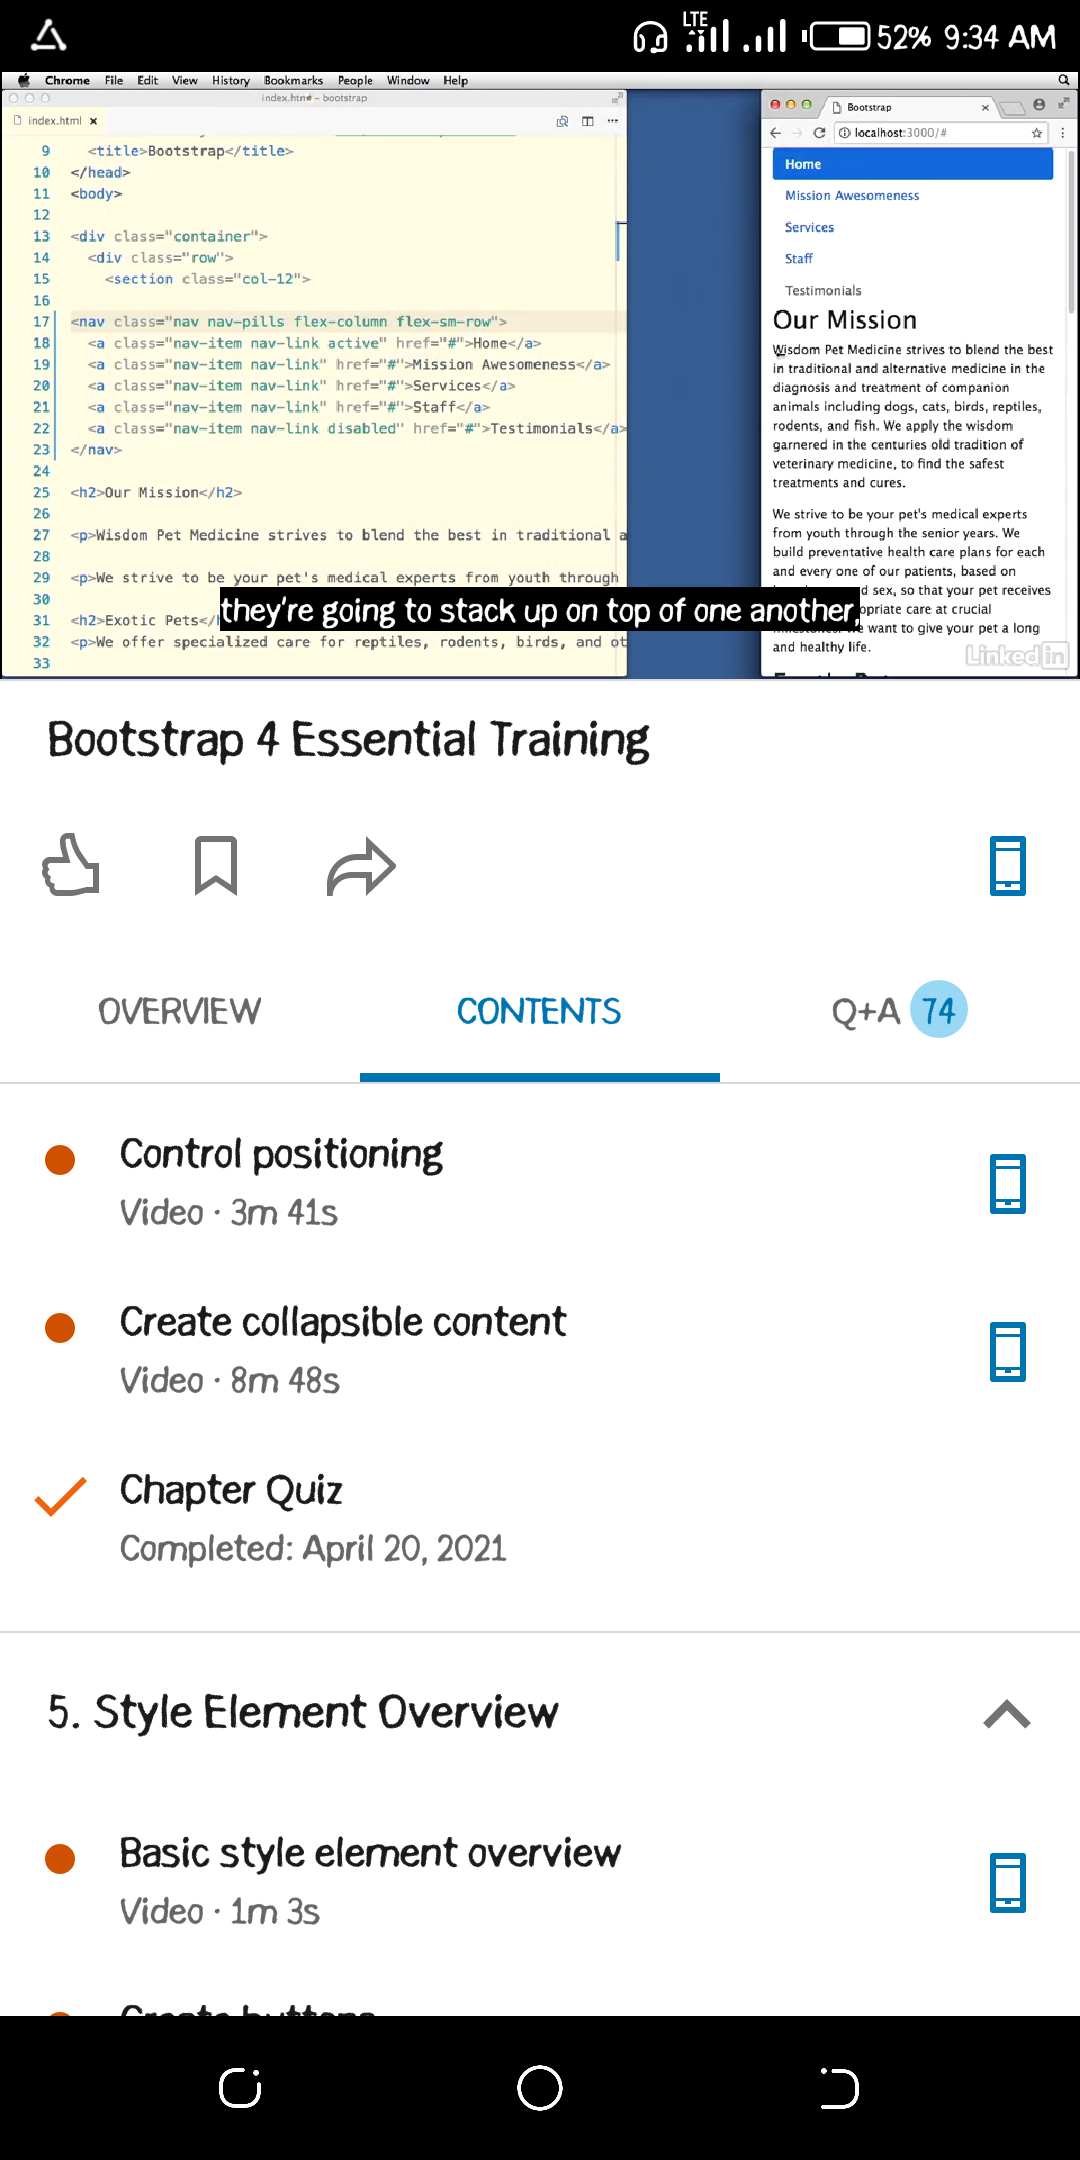 LTE
52% 9:34 AM
Chrome File Edit View History Bookmarks People Window Help
index.html – bootstrap
index.html
9 <title>Bootstrap</title>
10 </head>
11 <body>
12
13 <div class="container">
14 <div class="row">
15 <section class="col-12">
16
17 <nav class="nav nav-pills flex-column flex-sm-row">
18 <a class="nav-item nav-link active" href="#">Home</a>
19 <a class="nav-item nav-link" href="#">Mission Awesomeness</a>
20 <a class="nav-item nav-link" href="#">Services</a>
21 <a class="nav-item nav-link" href="#">Staff</a>
22 <a class="nav-item nav-link disabled" href="#">Testimonials</a>
23 </nav>
24
25 <h2>Our Mission</h2>
26
27 <p>Wisdom Pet Medicine strives to blend the best in traditional a
28
29 <p>We strive to be your pet's medical experts from youth through
30
31 <h2>Exotic Pets</
32 <p>We offer specialized care for reptiles, rodents, birds, and ot
33
Bootstrap
localhost:3000/#
Home
Mission Awesomeness
Services
Staff
Testimonials
Our Mission
Wisdom Pet Medicine strives to blend the best
in traditional and alternative medicine in the
diagnosis and treatment of companion
animals including dogs, cats, birds, reptiles,
rodents, and fish. We apply the wisdom
garnered in the centuries old tradition of
veterinary medicine, to find the safest
treatments and cures.
We strive to be your pet's medical experts
from youth through the senior years. We
build preventative health care plans for each
and every one of our patients, based on
d sex, so that your pet receives
opriate care at crucial
want to give your pet a long
and healthy life.
they're going to stack up on top of one another,
LinkedIn
Bootstrap 4 Essential Training
OVERVIEW
CONTENTS
Q+A 74
Control positioning
Video · 3m 41s
Create collapsible content
Video · 8m 48s
Chapter Quiz
Completed: April 20, 2021
5. Style Element Overview
Basic style element overview
Video · 1m 3s
Create buttons